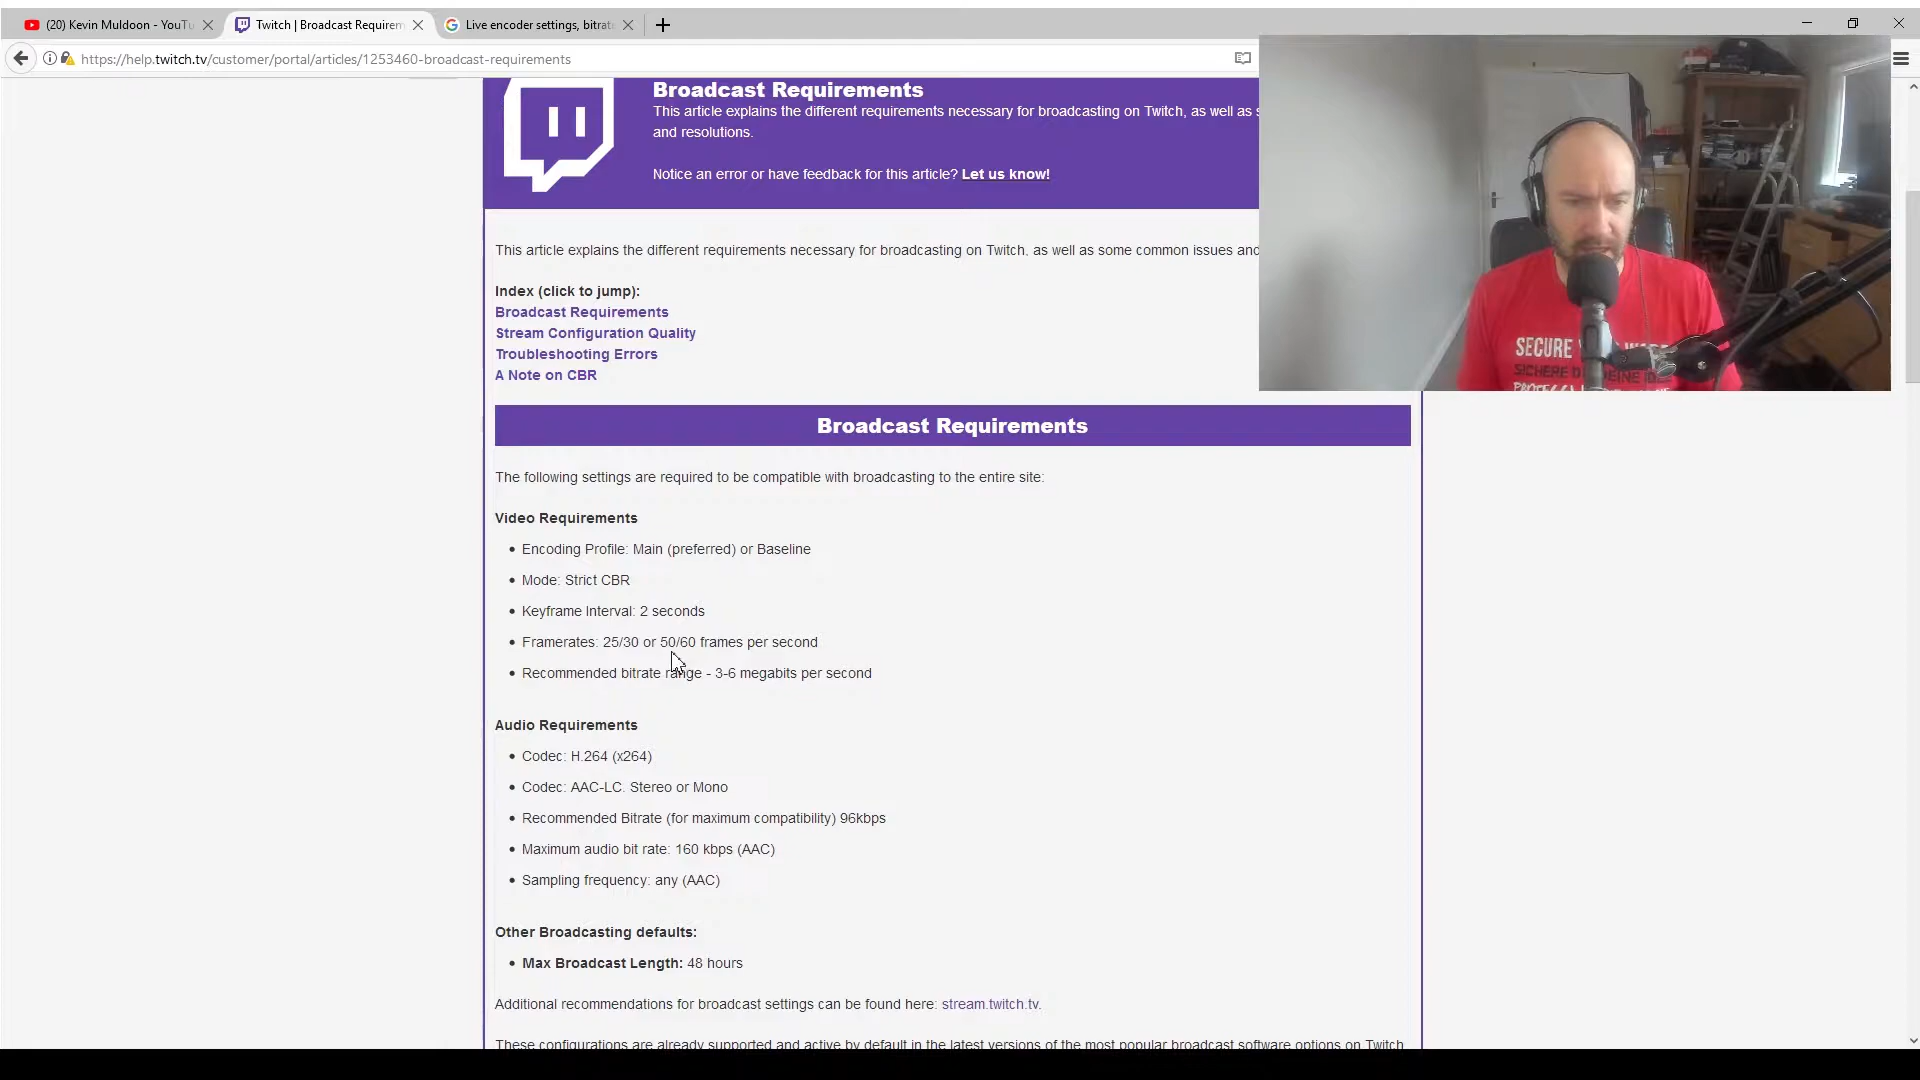 (20) Kevin Muldoon - YouTu
Twitch | Broadcast Requirem
Live encoder settings, bitrat
https://help.twitch.tv/customer/portal/articles/1253460-broadcast-requirements
Broadcast Requirements
This article explains the different requirements necessary for broadcasting on Twitch, as well as s
and resolutions.
Notice an error or have feedback for this article? Let us know!
This article explains the different requirements necessary for broadcasting on Twitch, as well as some common issues and
Index (click to jump):
Broadcast Requirements
Stream Configuration Quality
Troubleshooting Errors
A Note on CBR
SECURE
SICHERE
Broadcast Requirements
The following settings are required to be compatible with broadcasting to the entire site:
Video Requirements
• Encoding Profile: Main (preferred) or Baseline
• Mode: Strict CBR
• Keyframe Interval: 2 seconds
• Framerates: 25/30 or 50/60 frames per second
• Recommended bitrate range - 3-6 megabits per second
Audio Requirements
• Codec: H.264 (x264)
• Codec: AAC-LC. Stereo or Mono
• Recommended Bitrate (for maximum compatibility) 96kbps
• Maximum audio bit rate: 160 kbps (AAC)
• Sampling frequency: any (AAC)
Other Broadcasting defaults:
• Max Broadcast Length: 48 hours
Additional recommendations for broadcast settings can be found here: stream.twitch.tv.
These configurations are already supported and active by default in the latest versions of the most popular broadcast software options on Twitch